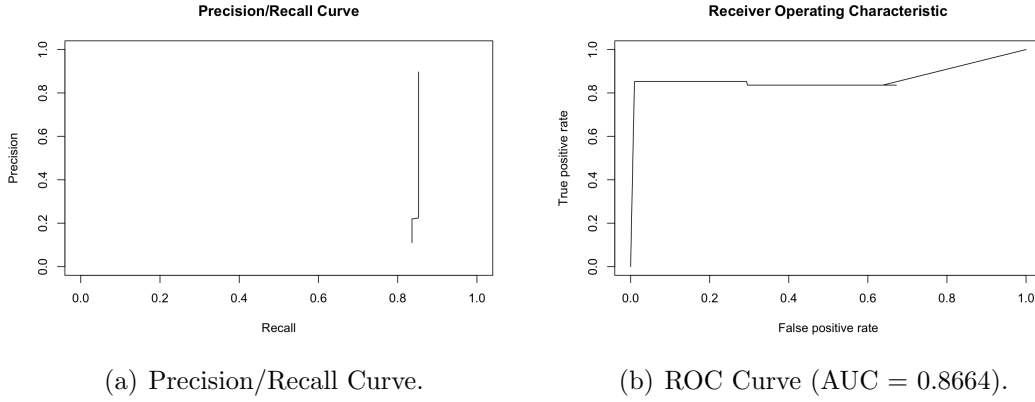 Precision/Recall Curve
Precision
0.0 0.2 0.4 0.6 0.8 1.0
0.0 0.2 0.4 0.6 0.8 1.0
Recall
(a) Precision/Recall Curve.
Receiver Operating Characteristic
True positive rate
0.0 0.2 0.4 0.6 0.8 1.0
0.0 0.2 0.4 0.6 0.8 1.0
False positive rate
(b) ROC Curve (AUC = 0.8664).